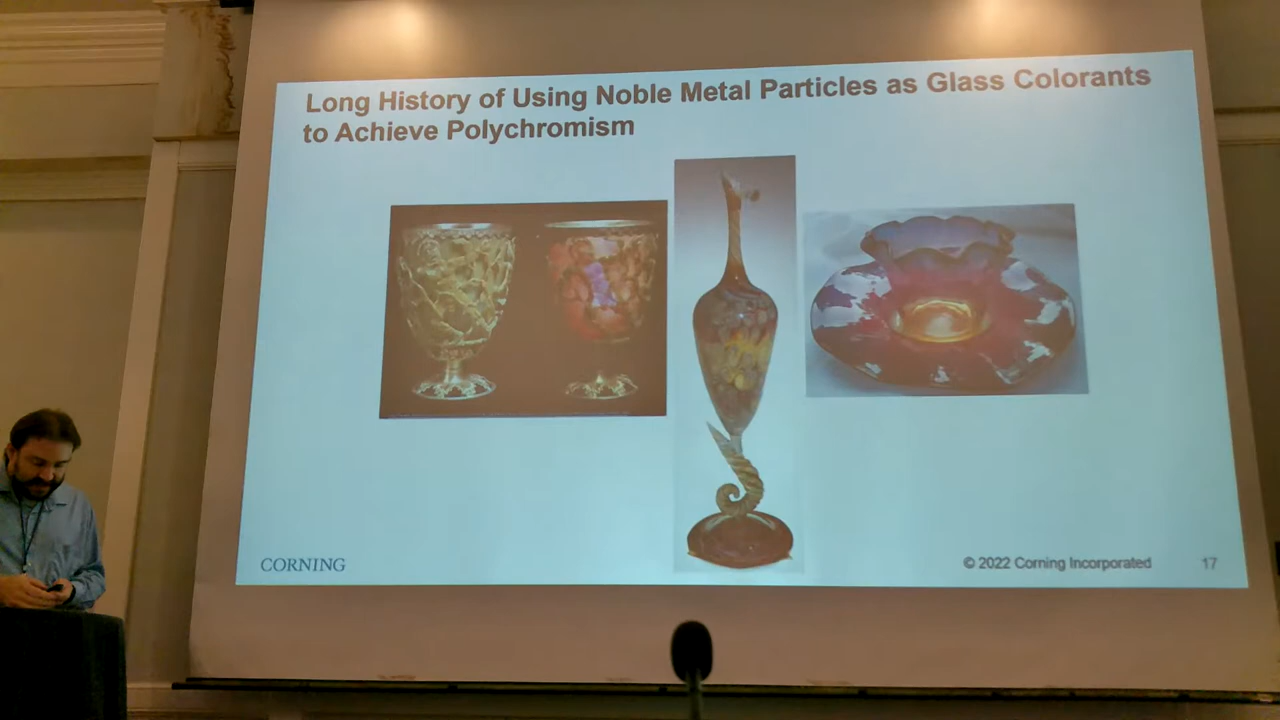 Long History of Using Noble Metal Particles as Glass Colorants
to Achieve Polychromism
CORNING
© 2022 Corning Incorporated
17